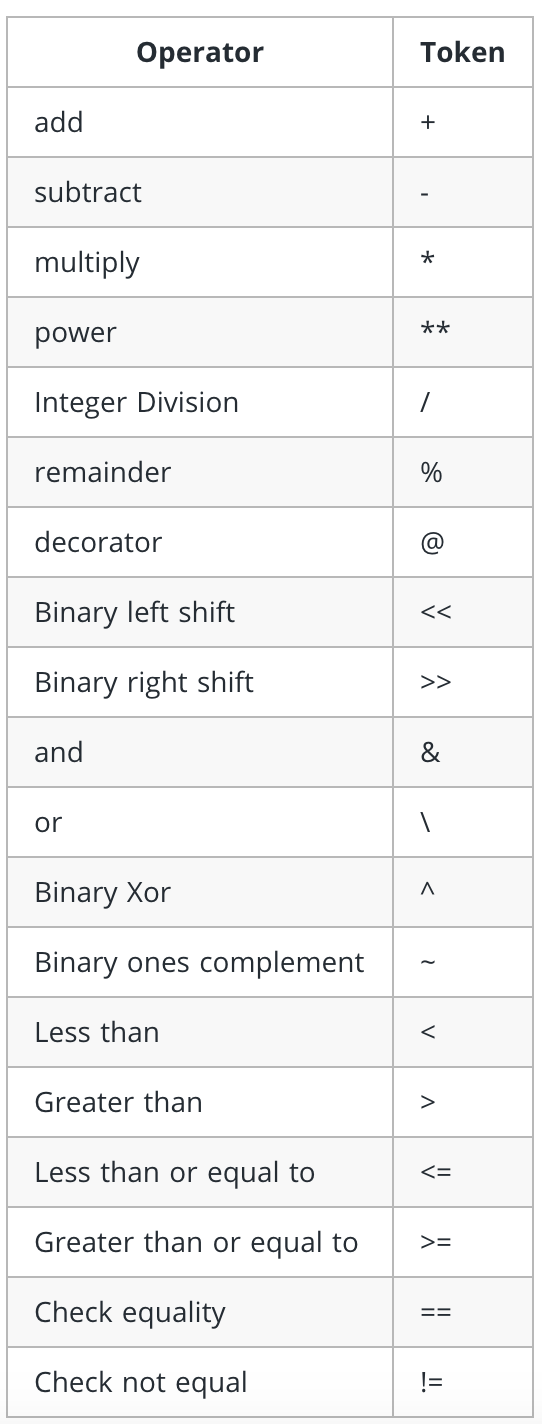 Operator Token
add +
subtract -
multiply *
power **
Integer Division /
remainder %
decorator @
Binary left shift <<
Binary right shift >>
and &
or \
Binary Xor ^
Binary ones complement ~
Less than <
Greater than >
Less than or equal to <=
Greater than or equal to >=
Check equality ==
Check not equal !=